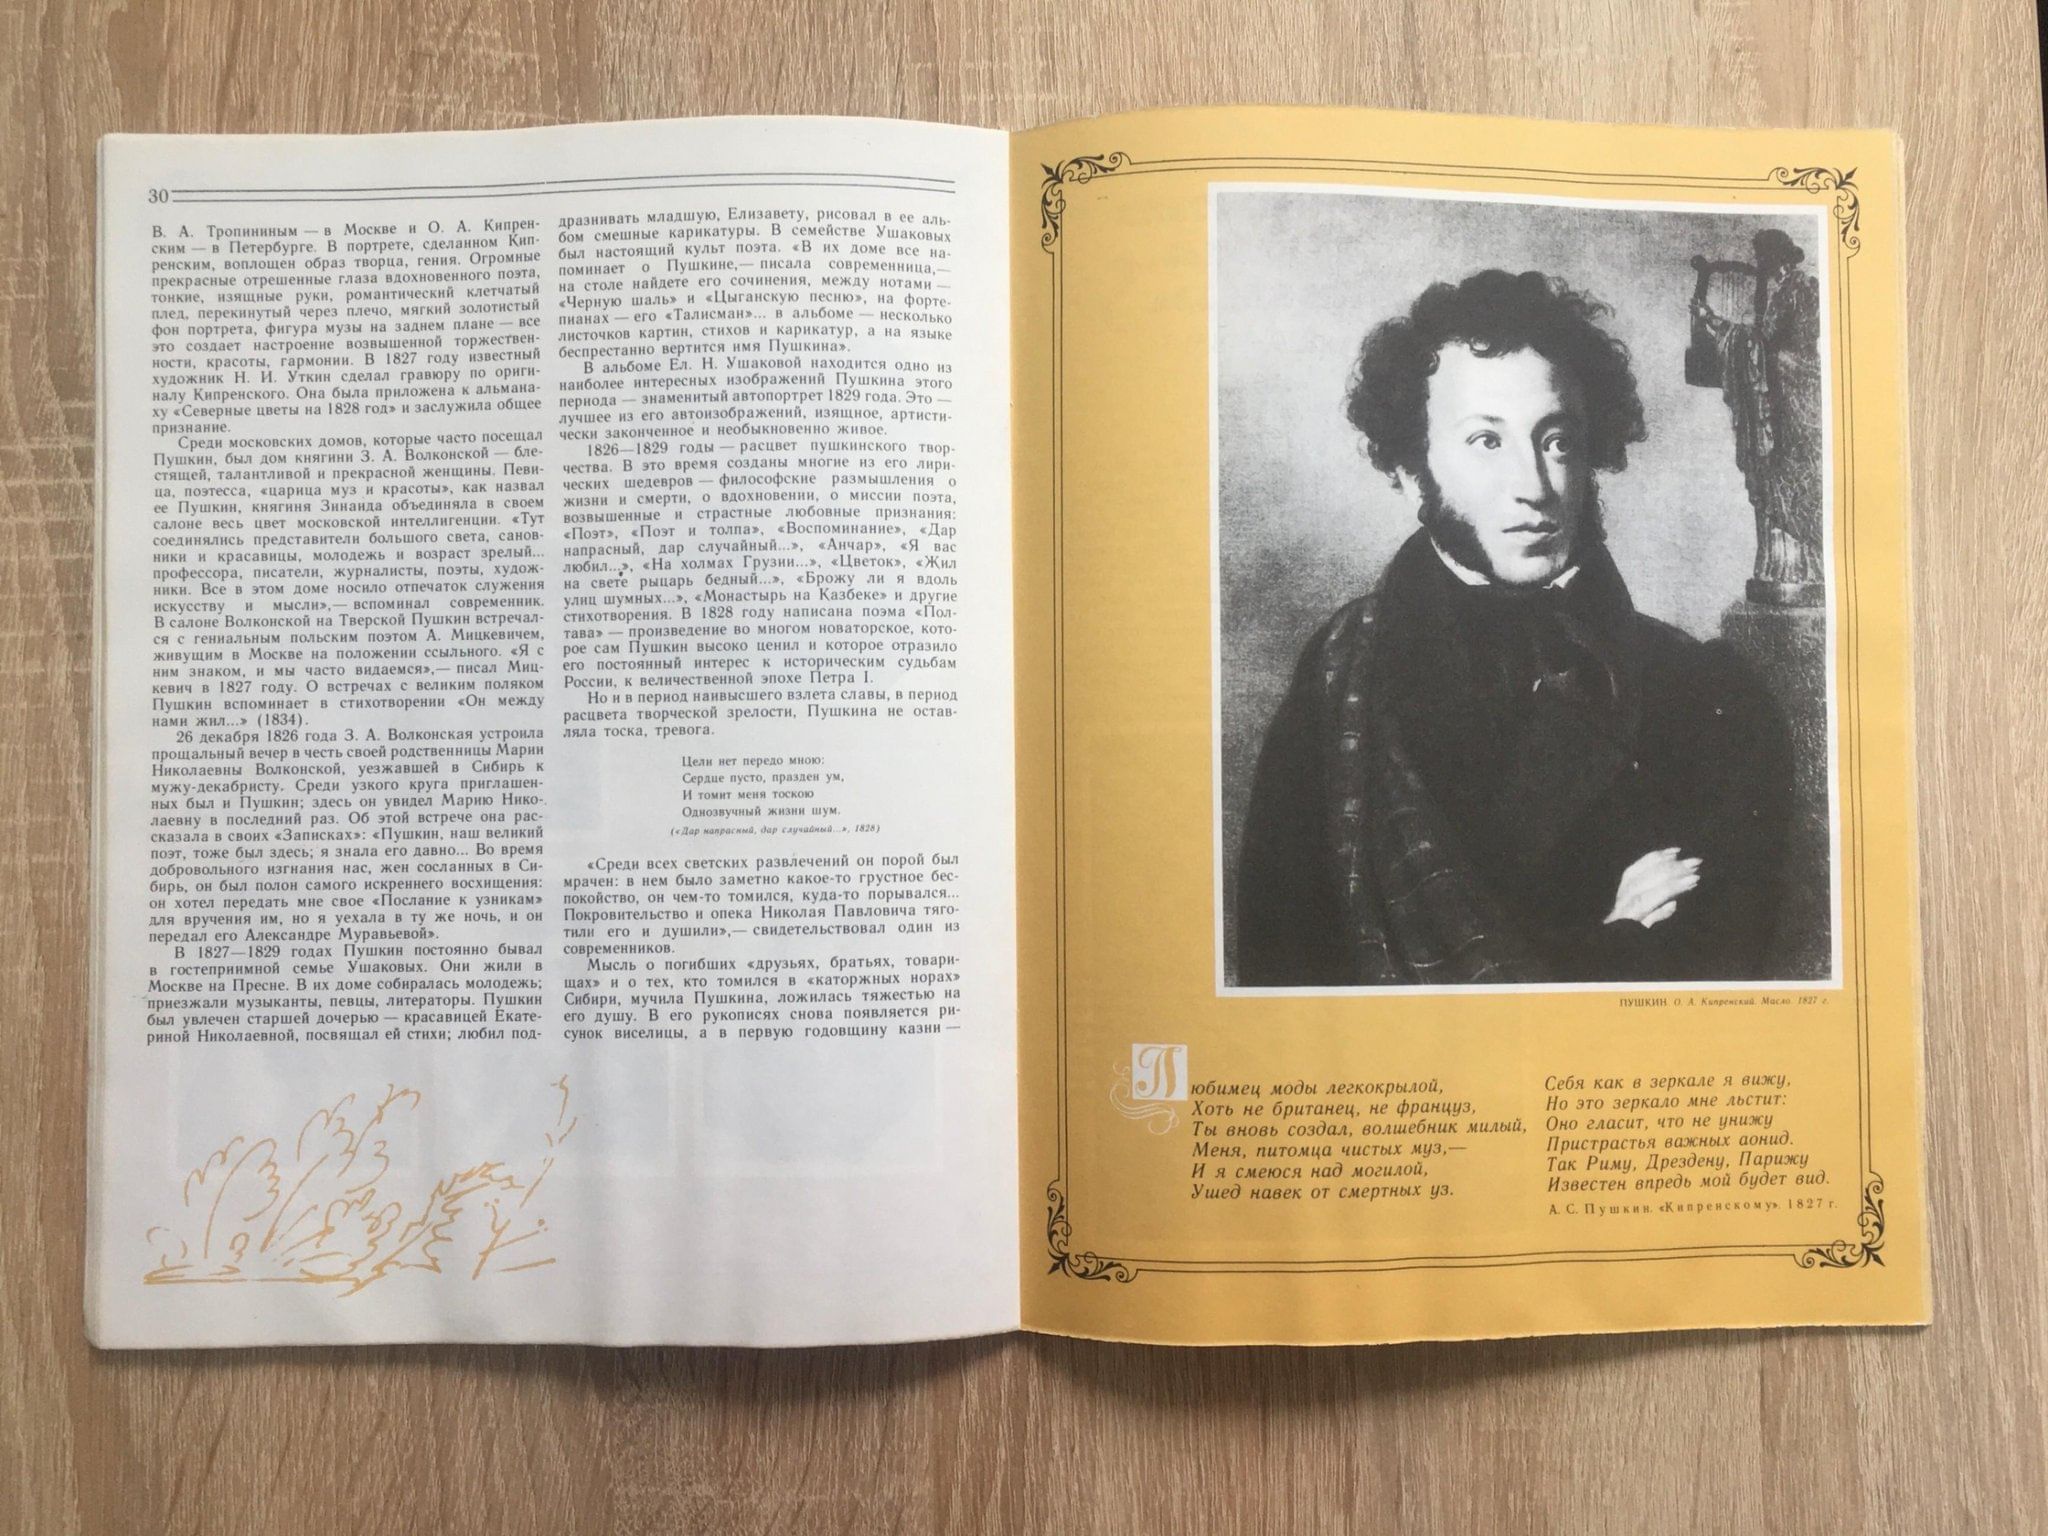 30
В. А. Тропининым — в Москве и О. А. Кипрен-
ским — в Петербурге. В портрете, сделанном Кип-
ренским, воплощен образ творца, гения. Огромные
прекрасные отрешенные глаза вдохновенного поэта,
тонкие, изящные руки, романтический клетчатый
плед, перекинутый через плечо, мягкий золотистый
фон портрета, фигура музы на заднем плане — все
это создает настроение возвышенной торжествен-
ности, красоты, гармонии. В 1827 году известный
художник Н. И. Уткин сделал гравюру по ориги-
налу Кипренского. Она была приложена к альмана-
ху «Северные цветы на 1828 год» и заслужила общее
признание.
Среди московских домов, которые часто посещал
Пушкин, был дом княгини З. А. Волконской — бле-
стящей, талантливой и прекрасной женщины. Певи-
ца, поэтесса, «царица муз и красоты», как назвал
ее Пушкин, княгиня Зинаида объединяла в своем
салоне весь цвет московской интеллигенции. «Тут
соединялись представители большого света, санов-
ники и красавицы, молодежь и возраст зрелый...
профессора, писатели, журналисты, поэты, худож-
ники. Все в этом доме носило отпечаток служения
искусству и мысли»,— вспоминал современник.
В салоне Волконской на Тверской Пушкин встречал-
ся с гениальным польским поэтом А. Мицкевичем,
живущим в Москве на положении ссыльного. «Я с
ним знаком, и мы часто видаемся»,— писал Миц-
кевич в 1827 году. О встречах с великим поляком
Пушкин вспоминает в стихотворении «Он между
нами жил...» (1834).
26 декабря 1826 года З. А. Волконская устроила
прощальный вечер в честь своей родственницы Марии
Николаевны Волконской, уезжавшей в Сибирь к
мужу-декабристу. Среди узкого круга приглашен-
ных был и Пушкин; здесь он увидел Марию Нико-
лаевну в последний раз. Об этой встрече она рас-
сказала в своих «Записках»: «Пушкин, наш великий
поэт, тоже был здесь; я знала его давно... Во время
добровольного изгнания нас, жен сосланных в Си-
бирь, он был полон самого искреннего восхищения:
он хотел передать мне свое «Послание к узникам»
для вручения им, но я уехала в ту же ночь, и он
передал его Александре Муравьевой».
В 1827—1829 годах Пушкин постоянно бывал
в гостеприимной семье Ушаковых. Они жили в
Москве на Пресне. В их доме собиралась молодежь;
приезжали музыканты, певцы, литераторы. Пушкин
был увлечен старшей дочерью — красавицей Екате-
риной Николаевной, посвящал ей стихи; любил под-
дразнивать младшую, Елизавету, рисовал в ее аль-
бом смешные карикатуры. В семействе Ушаковых
был настоящий культ поэта. «В их доме все на-
поминает о Пушкине,— писала современница,—
на столе найдете его сочинения, между нотами —
«Черную шаль» и «Цыганскую песню», на форте-
пианах — его «Талисман»... в альбоме — несколько
листочков картин, стихов и карикатур, а на языке
беспрестанно вертится имя Пушкина».
В альбоме Ел. Н. Ушаковой находится одно из
наиболее интересных изображений Пушкина этого
периода — знаменитый автопортрет 1829 года. Это —
лучшее из его автоизображений, изящное, артисти-
чески законченное и необыкновенно живое.
1826—1829 годы — расцвет пушкинского твор-
чества. В это время созданы многие из его лири-
ческих шедевров — философские размышления о
жизни и смерти, о вдохновении, о миссии поэта,
возвышенные и страстные любовные признания:
«Поэт», «Поэт и толпа», «Воспоминание», «Дар
напрасный, дар случайный...», «Анчар», «Я вас
любил...», «На холмах Грузии...», «Цветок», «Жил
на свете рыцарь бедный...», «Брожу ли я вдоль
улиц шумных...», «Монастырь на Казбеке» и другие
стихотворения. В 1828 году написана поэма «Пол-
тава» — произведение во многом новаторское, кото-
рое сам Пушкин высоко ценил и которое отразило
его постоянный интерес к историческим судьбам
России, к величественной эпохе Петра I.
Но и в период наивысшего взлета славы, в период
расцвета творческой зрелости, Пушкина не остав-
ляла тоска, тревога.
Цели нет передо мною:
Сердце пусто, празден ум,
И томит меня тоскою
Однозвучный жизни шум.
(«Дар напрасный, дар случайный...», 1828)
«Среди всех светских развлечений он порой был
мрачен: в нем было заметно какое-то грустное бес-
покойство, он чем-то томился, куда-то порывался...
Покровительство и опека Николая Павловича тяго-
тили его и душили»,— свидетельствовал один из
современников.
Мысль о погибших «друзьях, братьях, товари-
щах» и о тех, кто томился в «каторжных норах»
Сибири, мучила Пушкина, ложилась тяжестью на
его душу. В его рукописях снова появляется ри-
сунок виселицы, а в первую годовщину казни —
ПУШКИН. О. А. Кипренский. Масло. 1827 г.
Любимец моды легкокрылой,
Хоть не британец, не француз,
Ты вновь создал, волшебник милый,
Меня, питомца чистых муз,—
И я смеюся над могилой,
Ушед навек от смертных уз.
Себя как в зеркале я вижу,
Но это зеркало мне льстит:
Оно гласит, что не унижу
Пристрастья важных аонид.
Так Риму, Дрездену, Парижу
Известен впредь мой будет вид.
А. С. Пушкин. «Кипренскому». 1827 г.